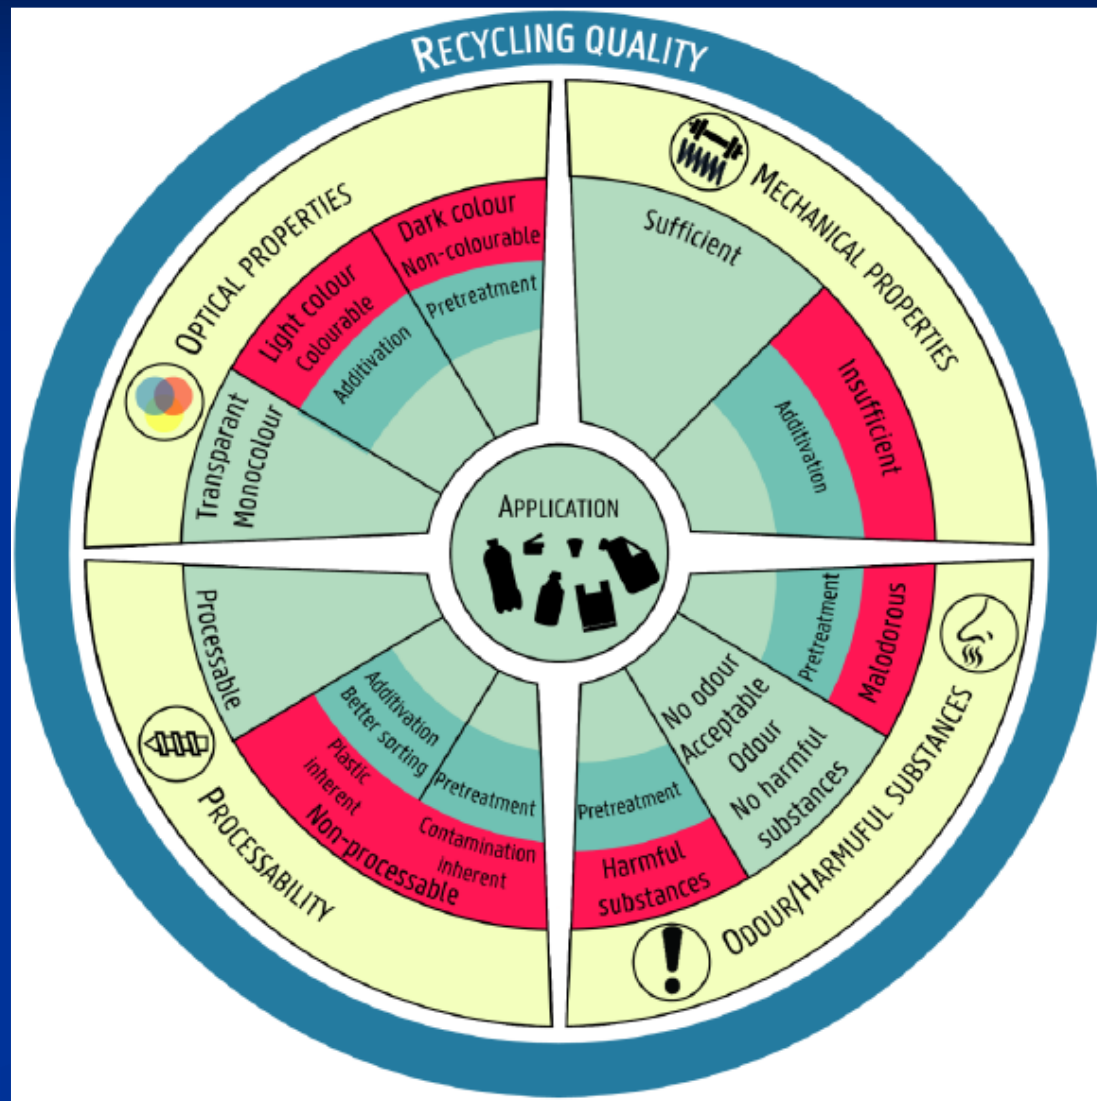 RECYCLING QUALITY
OPTICAL PROPERTIES
Dark colour
Non-colourable
Pretreatment
Light colour
Colourable
Additivation
Transparant
Monocolour
MECHANICAL PROPERTIES
Sufficient
Insufficient
Additivation
APPLICATION
PROCESSABILITY
Processable
Additivation
Better sorting
Plastic
inherent
Pretreatment
Contamination
inherent
Non-processable
ODOUR/HARMUFUL SUBSTANCES
Malodorous
Pretreatment
No odour
Acceptable
Odour
No harmful
substances
Pretreatment
Harmful
substances